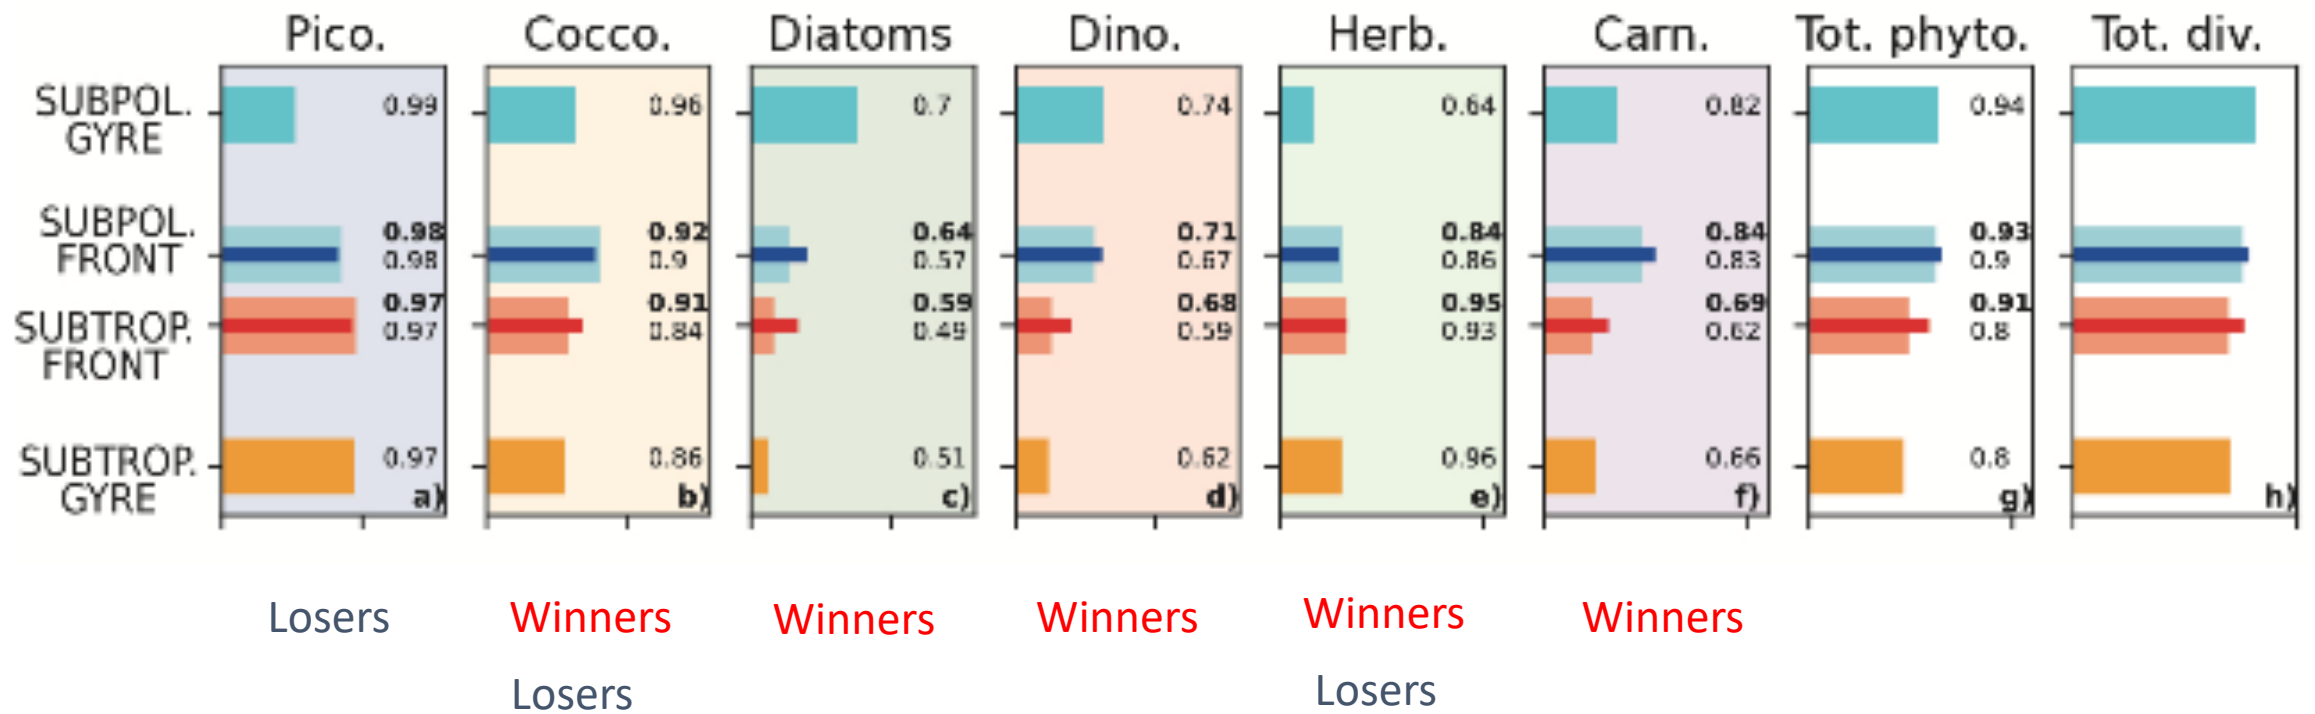 Pico. Cocco. Diatoms Dino. Herb. Carn. Tot. phyto. Tot. div.
SUBPOL. GYRE 0.99 0.96 0.7 0.74 0.64 0.82 0.94
SUBPOL. FRONT 0.98 0.92 0.64 0.71 0.84 0.84 0.93
0.98 0.9 0.57 0.67 0.86 0.83 0.9
SUBTROP. FRONT 0.97 0.91 0.59 0.68 0.95 0.69 0.91
0.97 0.84 0.49 0.59 0.93 0.62 0.8
SUBTROP. GYRE 0.97 0.86 0.51 0.62 0.96 0.66 0.8
a) b) c) d) e) f) g) h)
Losers Winners Winners Winners Winners Winners
Losers Losers